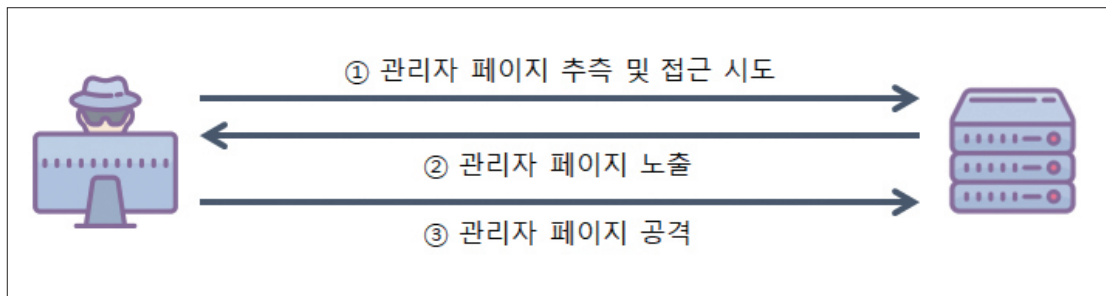 ① 관리자 페이지 추측 및 접근 시도
② 관리자 페이지 노출
③ 관리자 페이지 공격